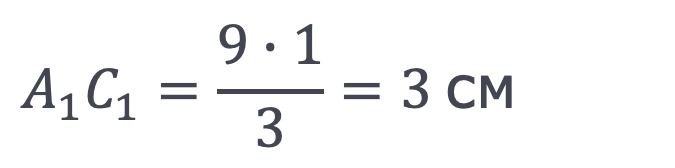 A₁C₁ = 9 · 1 / 3 = 3 см